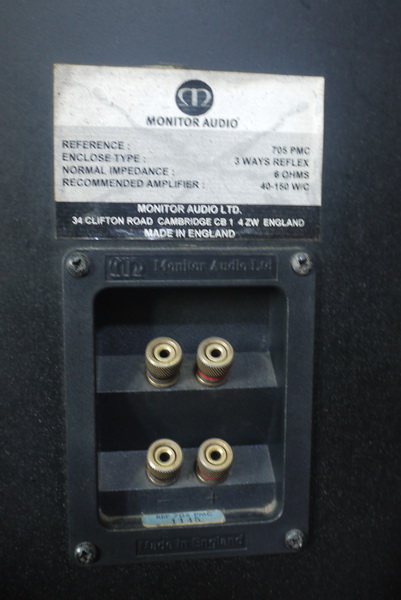 MONITOR AUDIO
REFERENCE : 705 PMC
ENCLOSE TYPE : 3 WAYS REFLEX
NORMAL IMPEDANCE : 6 OHMS
RECOMMENDED AMPLIFIER : 40-150 W/C
MONITOR AUDIO LTD.
34 CLIFTON ROAD CAMBRIDGE CB 1 4 ZW ENGLAND
MADE IN ENGLAND
Monitor Audio Ltd
- +
Made in England